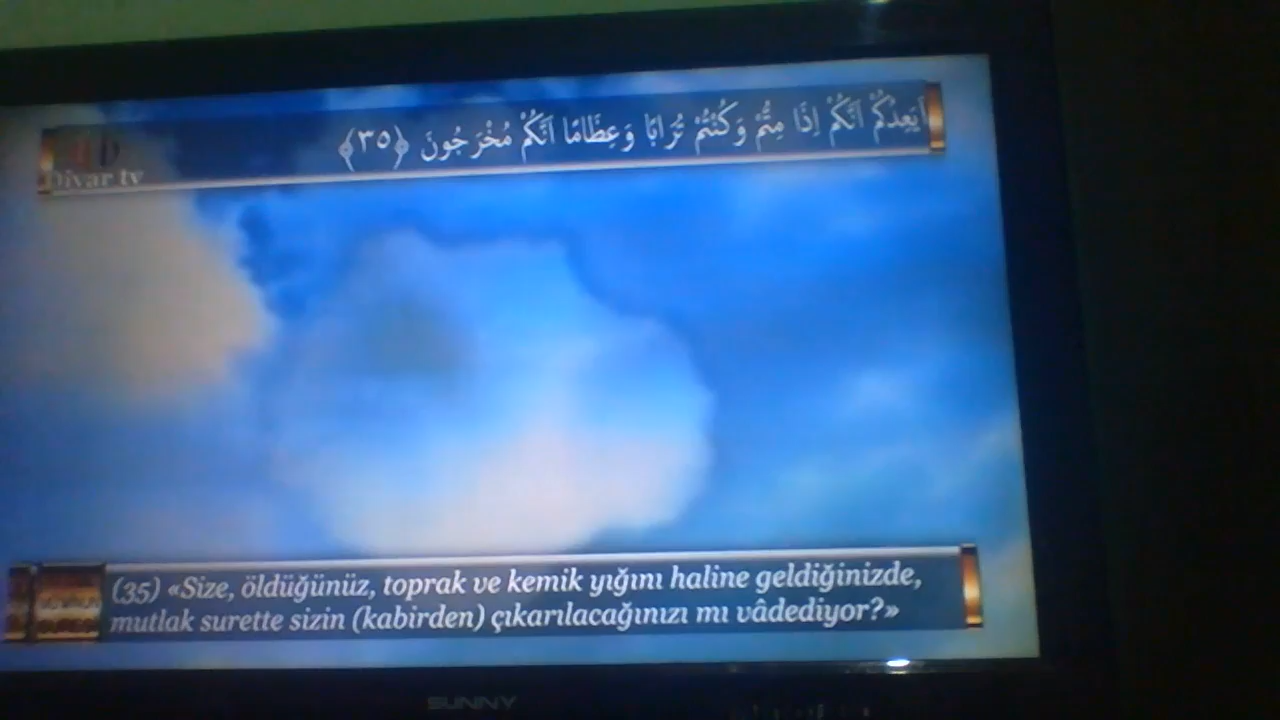 اَيَعِدُكُمْ اَنَّكُمْ اِذَا مِتُّمْ وَكُنْتُمْ تُرَابًا وَعِظَامًا اَنَّكُمْ مُخْرَجُونَ ﴿٣٥﴾
Divar tv
(35) «Size, öldüğünüz, toprak ve kemik yığını haline geldiğinizde,
mutlak surette sizin (kabirden) çıkarılacağınızı mı vâdediyor?»
SUNNY